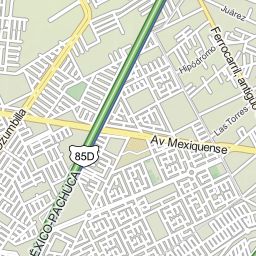 Juárez
Hipódromo
Ferrocarril antiguo
Las Torres
Av Mexiquense
85D
MÉXICO-PACHUCA